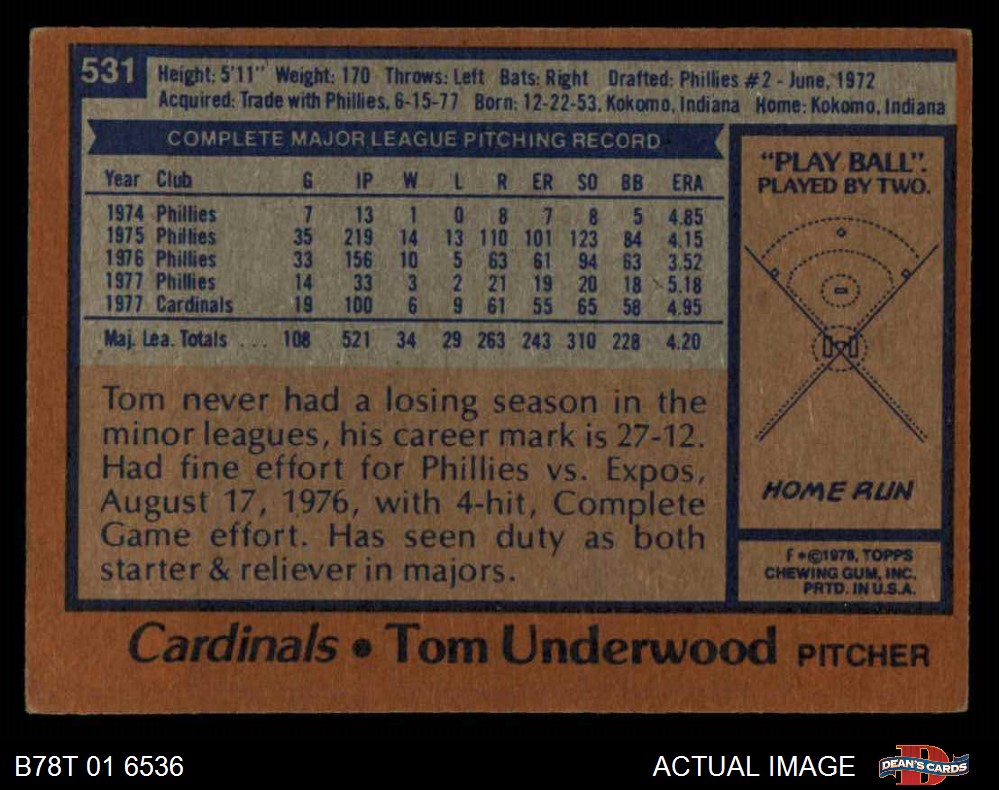 531
Height: 5'11" Weight: 170 Throws: Left Bats: Right Drafted: Phillies #2 - June, 1972
Acquired: Trade with Phillies, 6-15-77 Born: 12-22-53, Kokomo, Indiana Home: Kokomo, Indiana
COMPLETE MAJOR LEAGUE PITCHING RECORD
Year Club G IP W L R ER SO BB ERA
1974 Phillies 7 13 1 0 8 7 8 5 4.85
1975 Phillies 35 219 14 13 110 101 123 84 4.15
1976 Phillies 33 156 10 5 63 61 94 63 3.52
1977 Phillies 14 33 3 2 21 19 20 18 5.18
1977 Cardinals 19 100 6 9 61 55 65 58 4.95
Maj. Lea. Totals ... 108 521 34 29 263 243 310 228 4.20
Tom never had a losing season in the
minor leagues, his career mark is 27-12.
Had fine effort for Phillies vs. Expos,
August 17, 1976, with 4-hit, Complete
Game effort. Has seen duty as both
starter & reliever in majors.
"PLAY BALL".
PLAYED BY TWO.
HOME RUN
F * © 1978, TOPPS
CHEWING GUM, INC.
PRTD. IN U.S.A.
Cardinals • Tom Underwood PITCHER
B78T 01 6536
ACTUAL IMAGE
DEAN'S CARDS